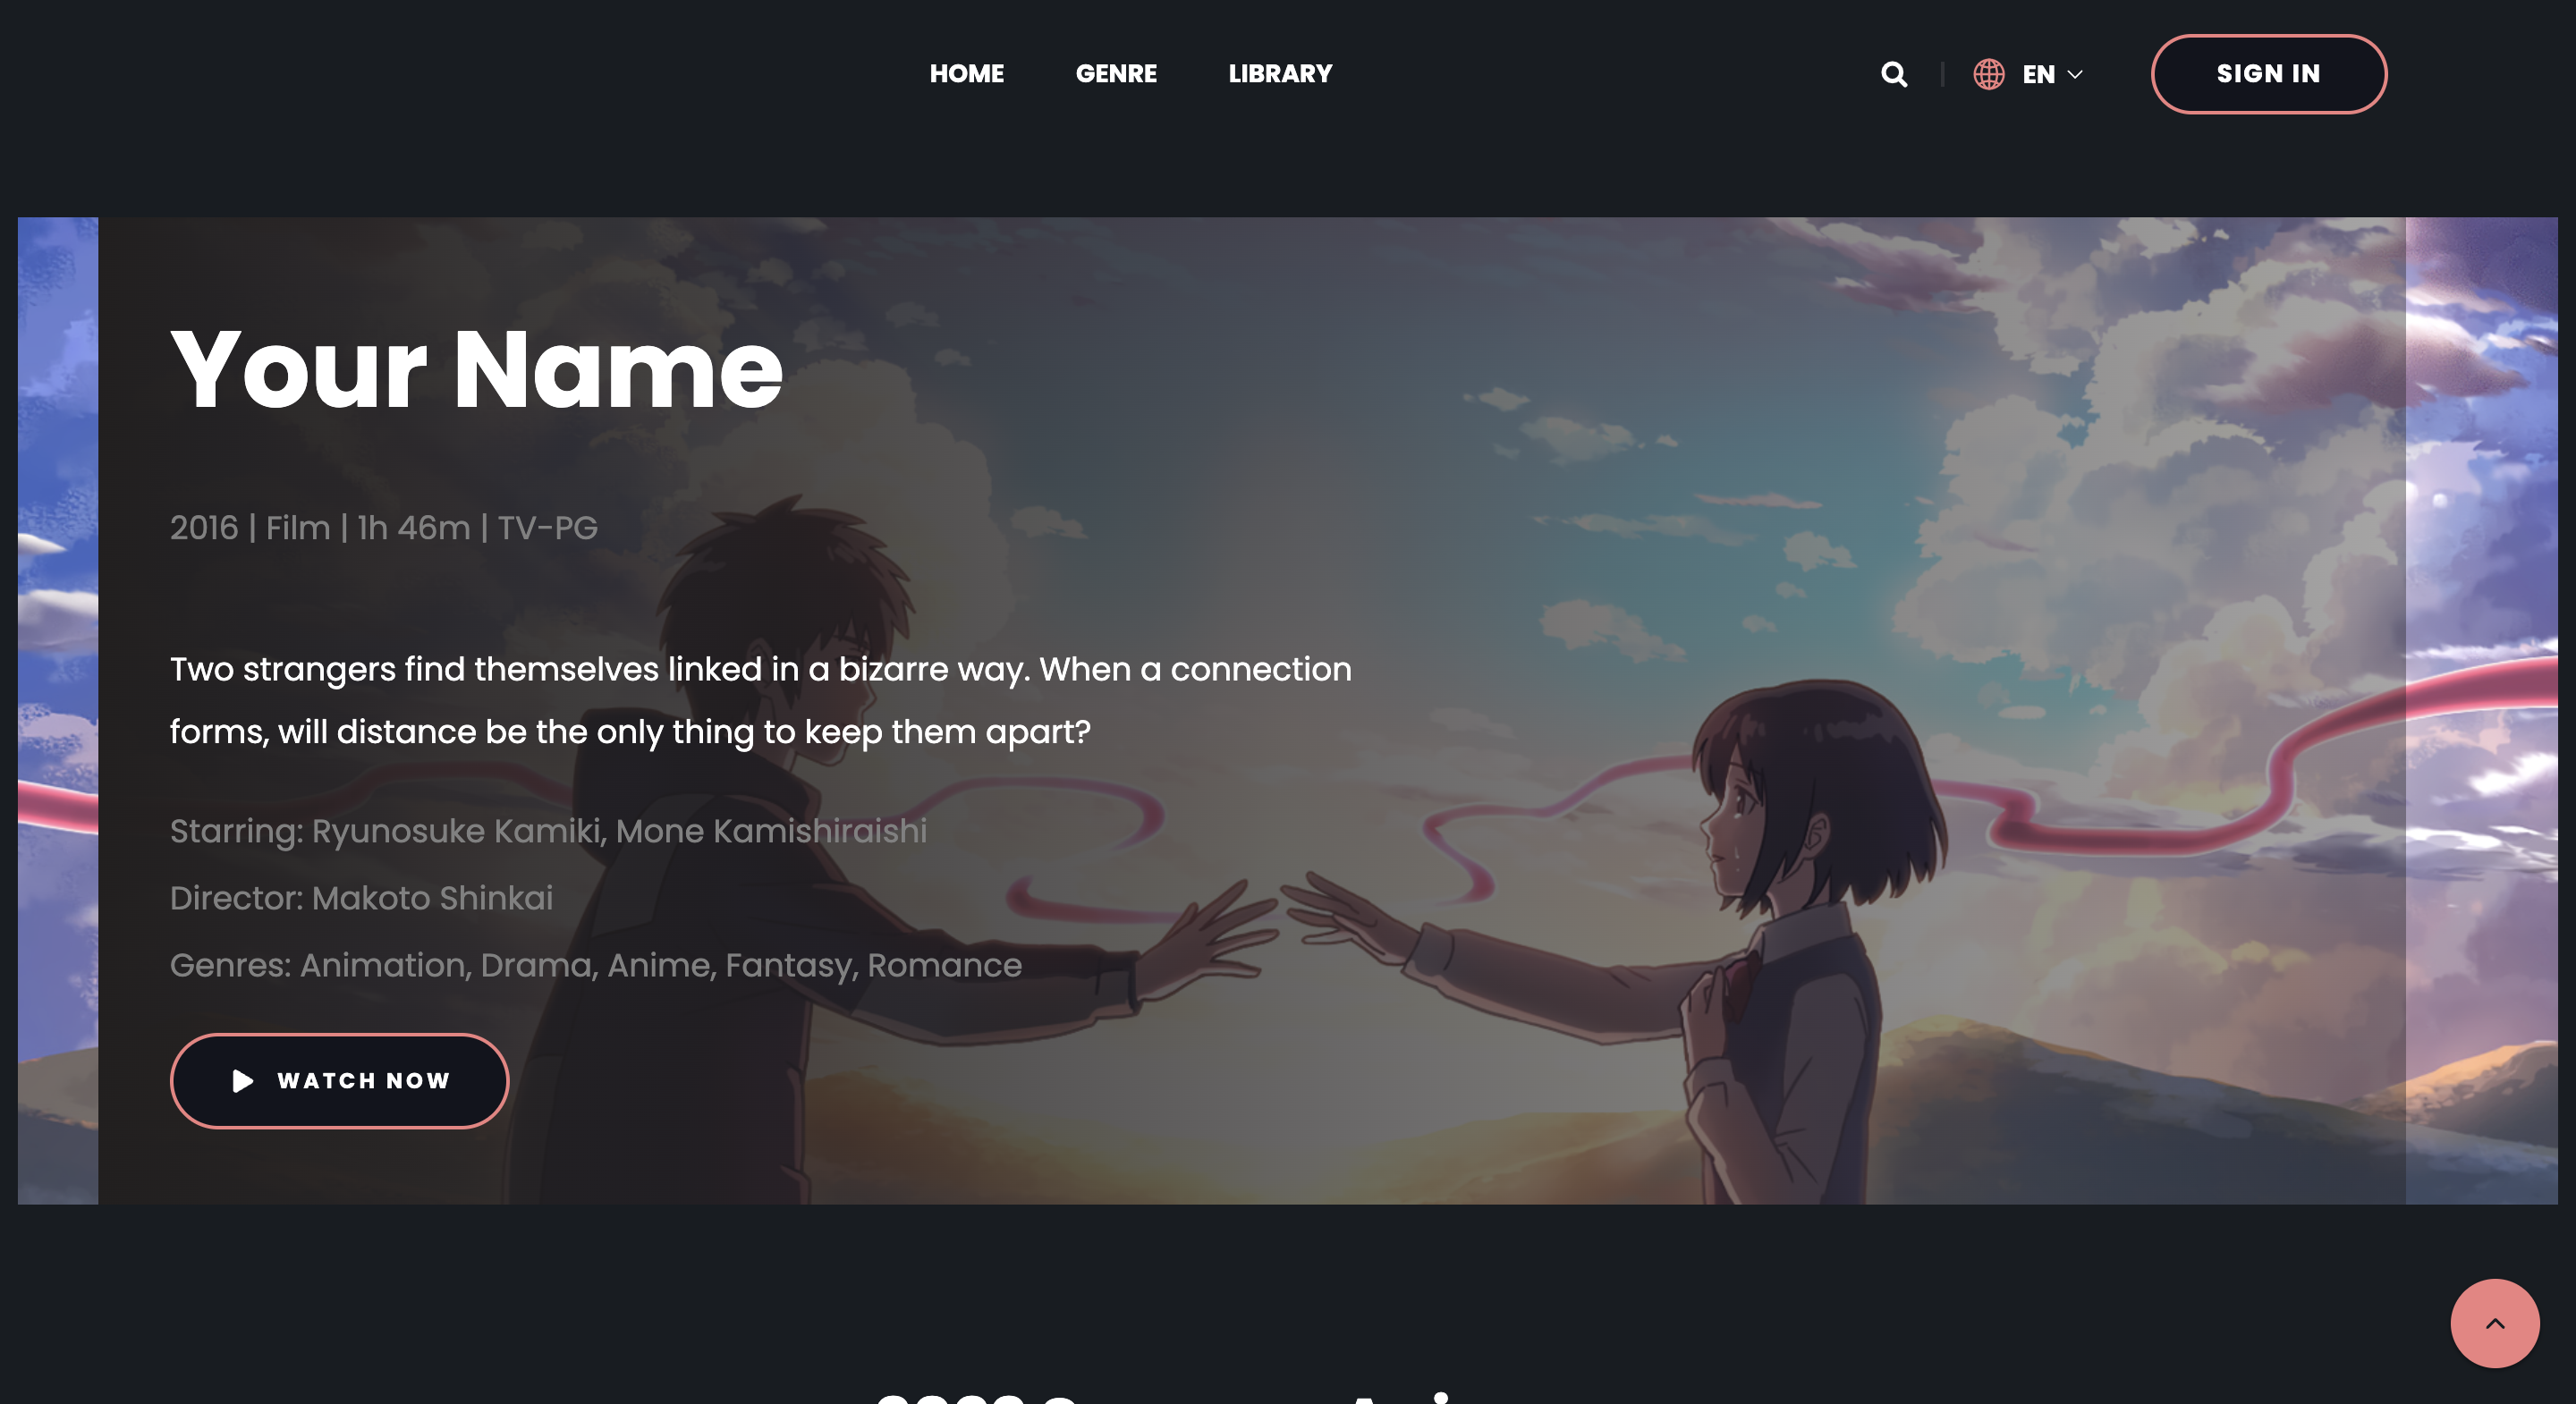 HOME GENRE LIBRARY EN SIGN IN
Your Name
2016 | Film | 1h 46m | TV-PG
Two strangers find themselves linked in a bizarre way. When a connection
forms, will distance be the only thing to keep them apart?
Starring: Ryunosuke Kamiki, Mone Kamishiraishi
Director: Makoto Shinkai
Genres: Animation, Drama, Anime, Fantasy, Romance
WATCH NOW